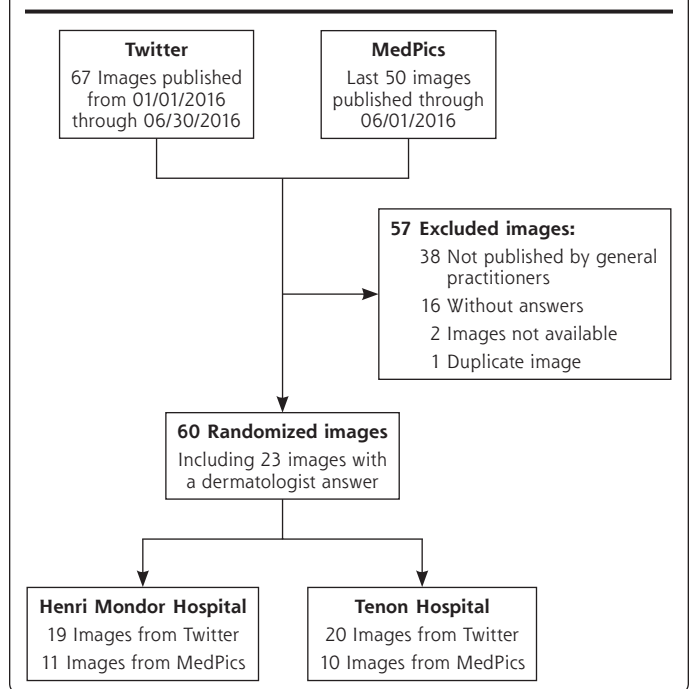 Twitter
67 Images published
from 01/01/2016
through 06/30/2016
MedPics
Last 50 images
published through
06/01/2016
57 Excluded images:
38 Not published by general
practitioners
16 Without answers
2 Images not available
1 Duplicate image
60 Randomized images
Including 23 images with
a dermatologist answer
Henri Mondor Hospital
19 Images from Twitter
11 Images from MedPics
Tenon Hospital
20 Images from Twitter
10 Images from MedPics